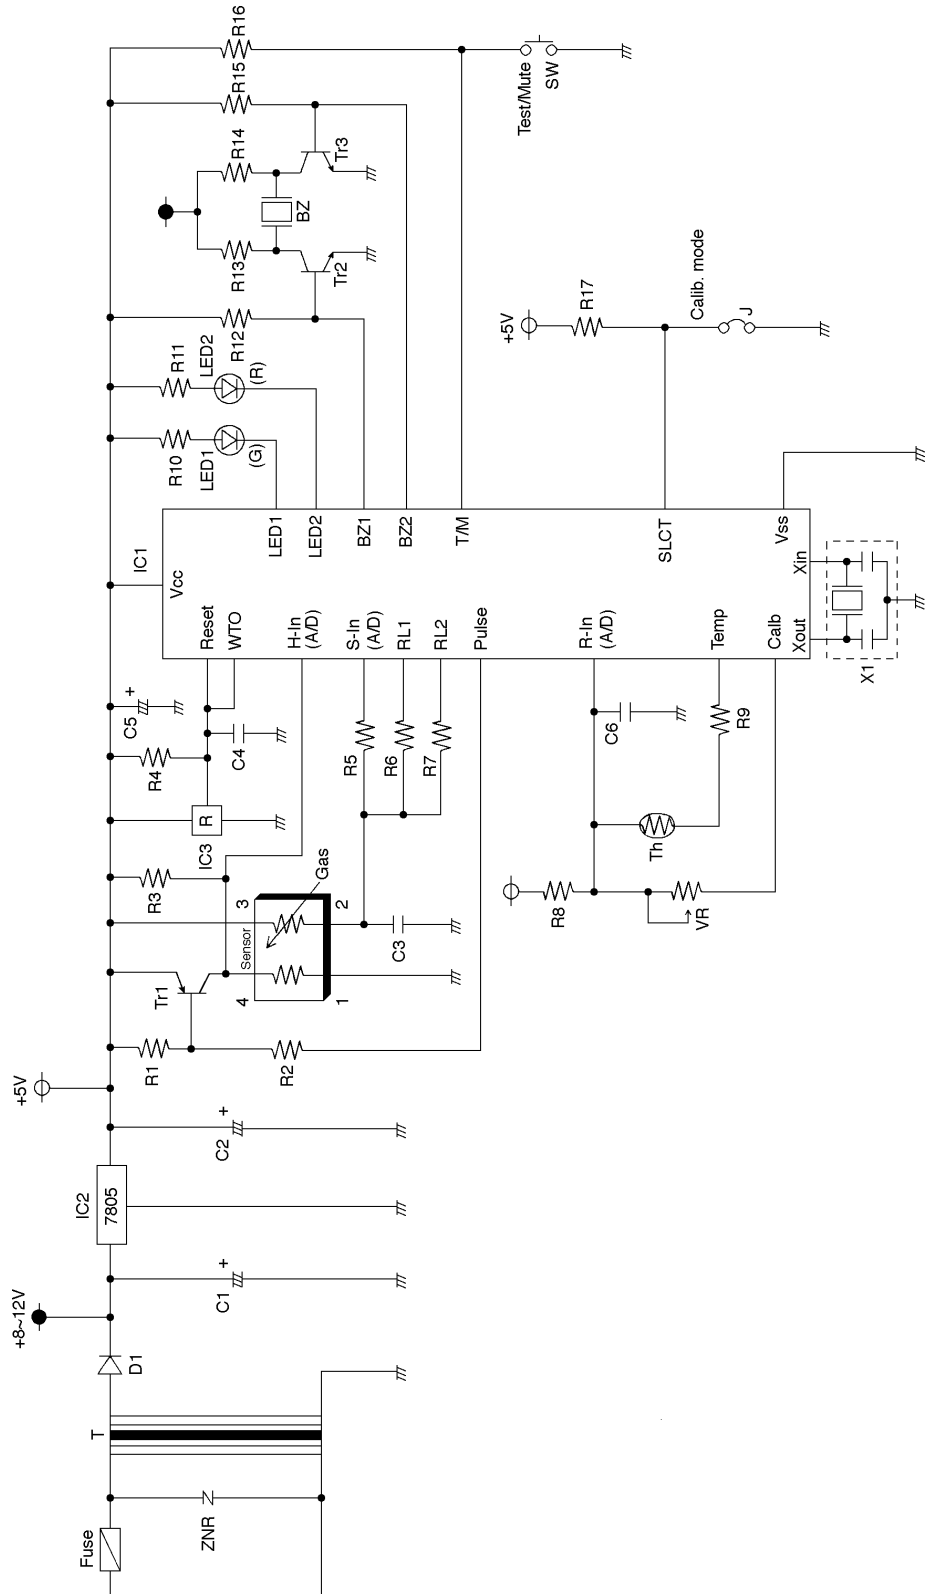 Fuse
ZNR
T
D1
+8~12V
C1
+
IC2
7805
C2
+
+5V
R1
R2
Tr1
R3
Sensor
4
3
1
2
Gas
C3
IC3
R
R4
C5
+
C4
R5
R6
R7
IC1
Vcc
Reset
WTO
H-In
(A/D)
S-In
(A/D)
RL1
RL2
Pulse
R-In
(A/D)
Temp
Calb
Xout
Xin
X1
LED1
LED2
BZ1
BZ2
T/M
SLCT
Vss
R8
VR
Th
C6
R9
R10
LED1
(G)
R11
LED2
(R)
R12
R13
R14
R15
R16
Tr2
BZ
Tr3
Test/Mute
SW
+5V
R17
Calib. mode
J